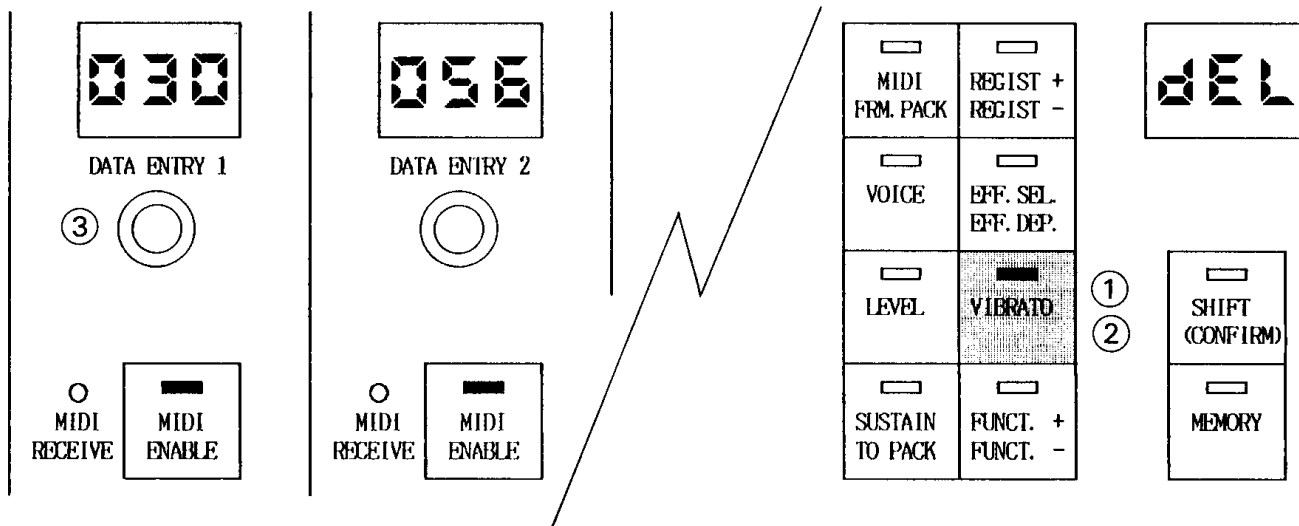 030
DATA ENTRY 1
③
MIDI
RECEIVE
MIDI
ENABLE
056
DATA ENTRY 2
MIDI
RECEIVE
MIDI
ENABLE
MIDI
FRM. PACK
REGIST +
REGIST -
VOICE
EFF. SEL.
EFF. DEP.
LEVEL
VIBRATO
①
②
SUSTAIN
TO PACK
FUNCT. +
FUNCT. -
dEL
SHIFT
(CONFIRM)
MEMORY